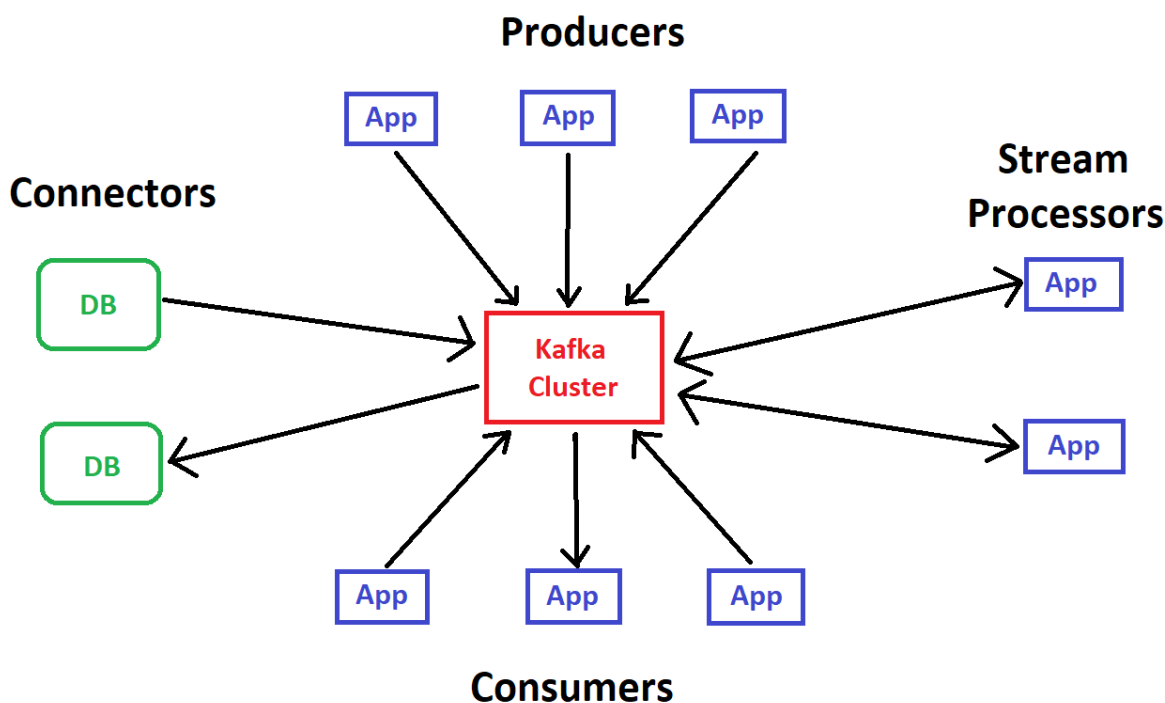 Producers
App
App
App
Connectors
Stream
Processors
DB
App
Kafka
Cluster
DB
App
App
App
App
Consumers